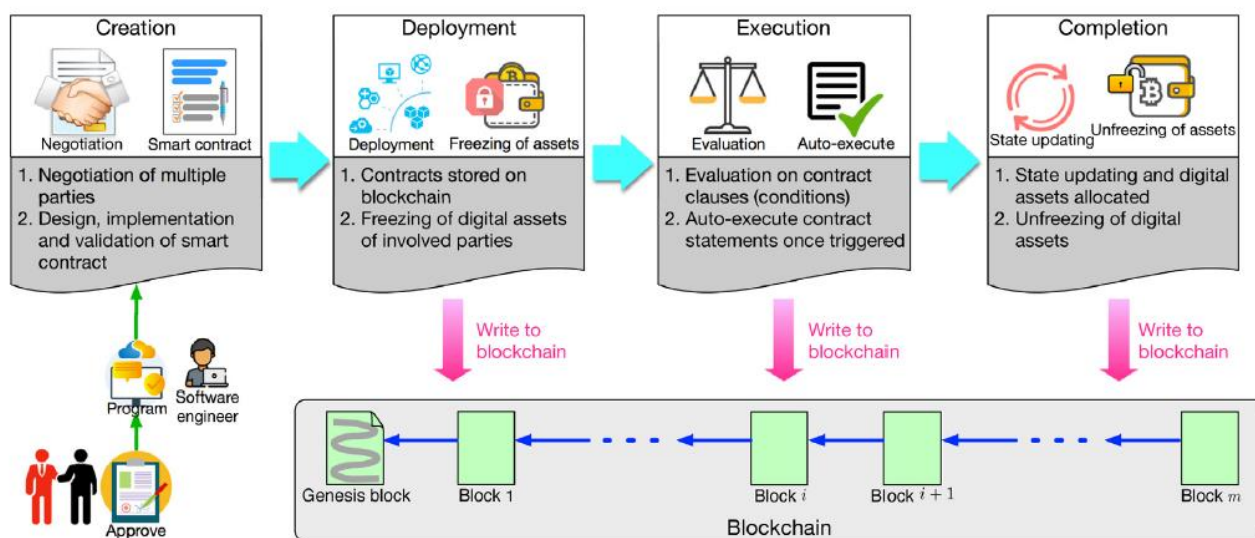 Creation
Negotiation
Smart contract
1. Negotiation of multiple
parties
2. Design, implementation
and validation of smart
contract
Deployment
Deployment
Freezing of assets
1. Contracts stored on
blockchain
2. Freezing of digital assets
of involved parties
Execution
Evaluation
Auto-execute
1. Evaluation on contract
clauses (conditions)
2. Auto-execute contract
statements once triggered
Completion
State updating
Unfreezing of assets
1. State updating and digital
assets allocated
2. Unfreezing of digital
assets
Write to
blockchain
Write to
blockchain
Write to
blockchain
Program
Software
engineer
Approve
Genesis block
Block 1
Block i
Block i + 1
Block m
Blockchain